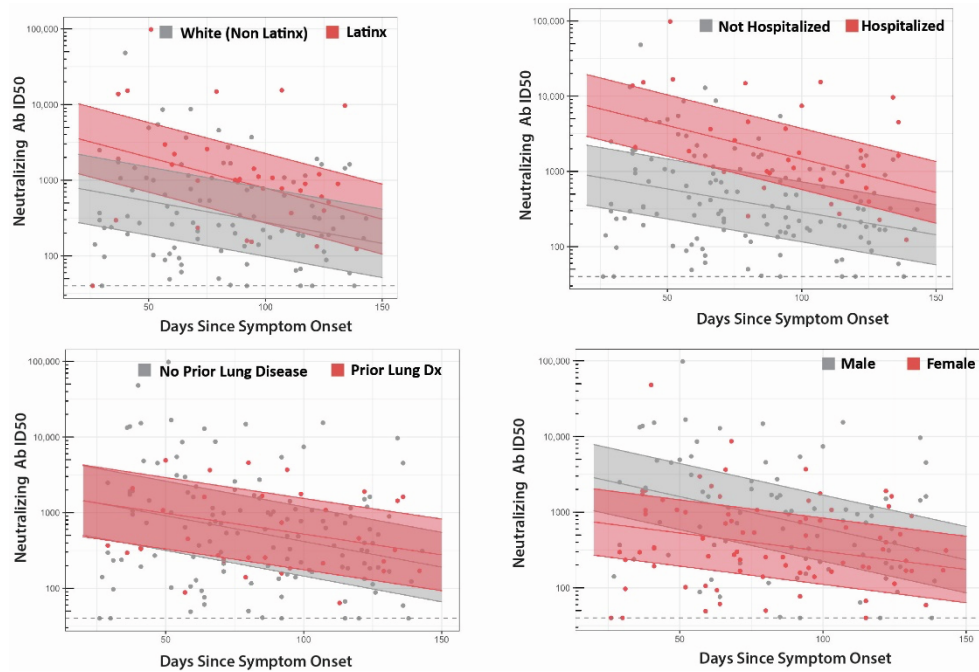 100,000
White (Non Latinx) Latinx
10,000
1000
100
Neutralizing Ab ID50
50 100 150
Days Since Symptom Onset
100,000
Not Hospitalized Hospitalized
10,000
1000
100
Neutralizing Ab ID50
50 100 150
Days Since Symptom Onset
100,000
No Prior Lung Disease Prior Lung Dx
10,000
1000
100
Neutralizing Ab ID50
50 100 150
Days Since Symptom Onset
100,000
Male Female
10,000
1000
100
Neutralizing Ab ID50
50 100 150
Days Since Symptom Onset